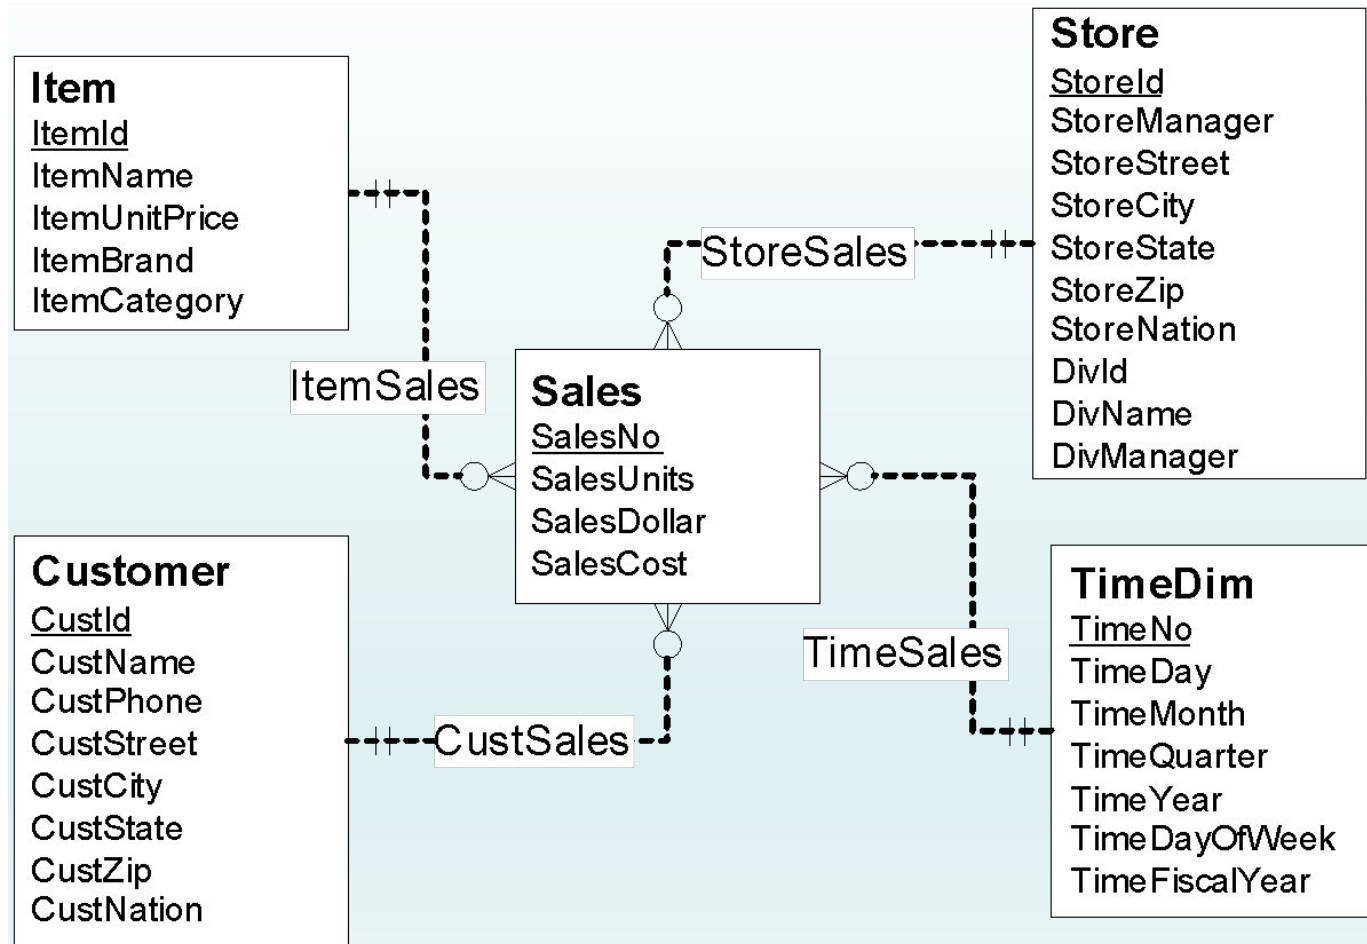 Item
ItemId
ItemName
ItemUnitPrice
ItemBrand
ItemCategory
Store
StoreId
StoreManager
StoreStreet
StoreCity
StoreState
StoreZip
StoreNation
DivId
DivName
DivManager
StoreSales
ItemSales
Sales
SalesNo
SalesUnits
SalesDollar
SalesCost
Customer
CustId
CustName
CustPhone
CustStreet
CustCity
CustState
CustZip
CustNation
CustSales
TimeSales
TimeDim
TimeNo
TimeDay
TimeMonth
TimeQuarter
TimeYear
TimeDayOfWeek
TimeFiscalYear